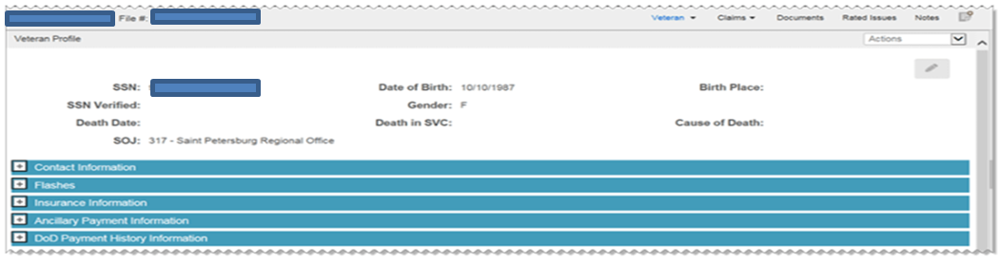 File #: Veteran Claims Documents Rated Issues Notes
Veteran Profile Actions
SSN: Date of Birth: 10/10/1987 Birth Place:
SSN Verified: Gender: F
Death Date: Death in SVC: Cause of Death:
SOJ: 317 - Saint Petersburg Regional Office
Contact Information
Flashes
Insurance Information
Ancillary Payment Information
DoD Payment History Information